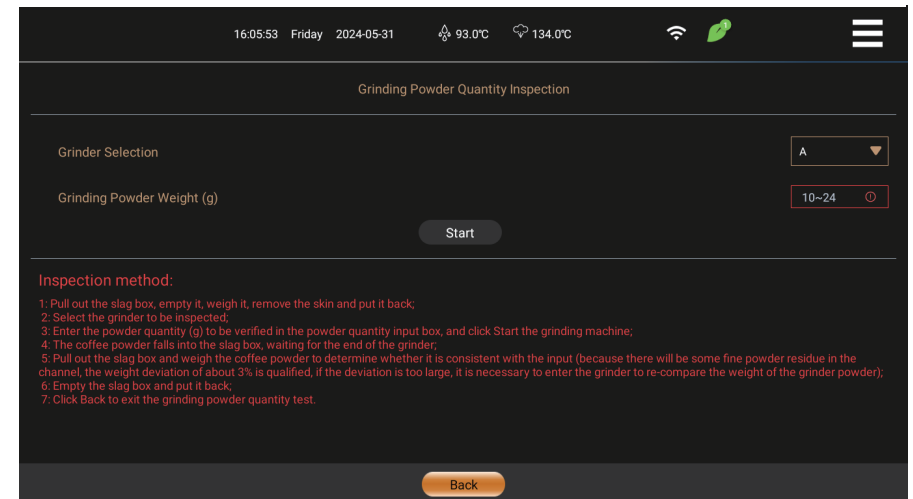 16:05:53 Friday 2024-05-31 93.0℃ 134.0℃ 1
Grinding Powder Quantity Inspection
Grinder Selection A
Grinding Powder Weight (g) 10~24
Start
Inspection method:
1: Pull out the slag box, empty it, weigh it, remove the skin and put it back;
2: Select the grinder to be inspected;
3: Enter the powder quantity (g) to be verified in the powder quantity input box, and click Start the grinding machine;
4: The coffee powder falls into the slag box, waiting for the end of the grinder;
5: Pull out the slag box and weigh the coffee powder to determine whether it is consistent with the input (because there will be some fine powder residue in the
channel, the weight deviation of about 3% is qualified, if the deviation is too large, it is necessary to enter the grinder to re-compare the weight of the grinder powder);
6: Empty the slag box and put it back;
7: Click Back to exit the grinding powder quantity test.
Back